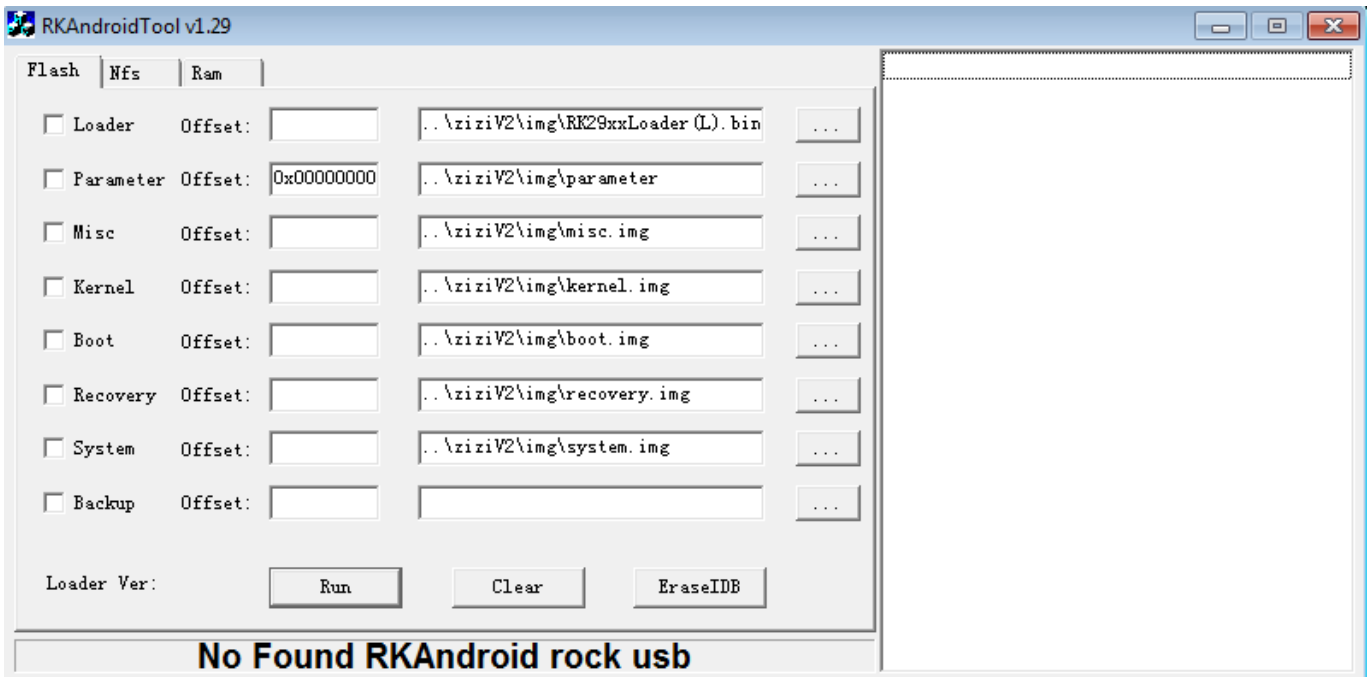 RKAndroidTool v1.29
Flash Nfs Ram
Loader Offset: ..\ziziV2\img\RK29xxLoader(L).bin ...
Parameter Offset: 0x00000000 ..\ziziV2\img\parameter ...
Misc Offset: ..\ziziV2\img\misc.img ...
Kernel Offset: ..\ziziV2\img\kernel.img ...
Boot Offset: ..\ziziV2\img\boot.img ...
Recovery Offset: ..\ziziV2\img\recovery.img ...
System Offset: ..\ziziV2\img\system.img ...
Backup Offset: ...
Loader Ver: Run Clear EraseIDB
No Found RKAndroid rock usb